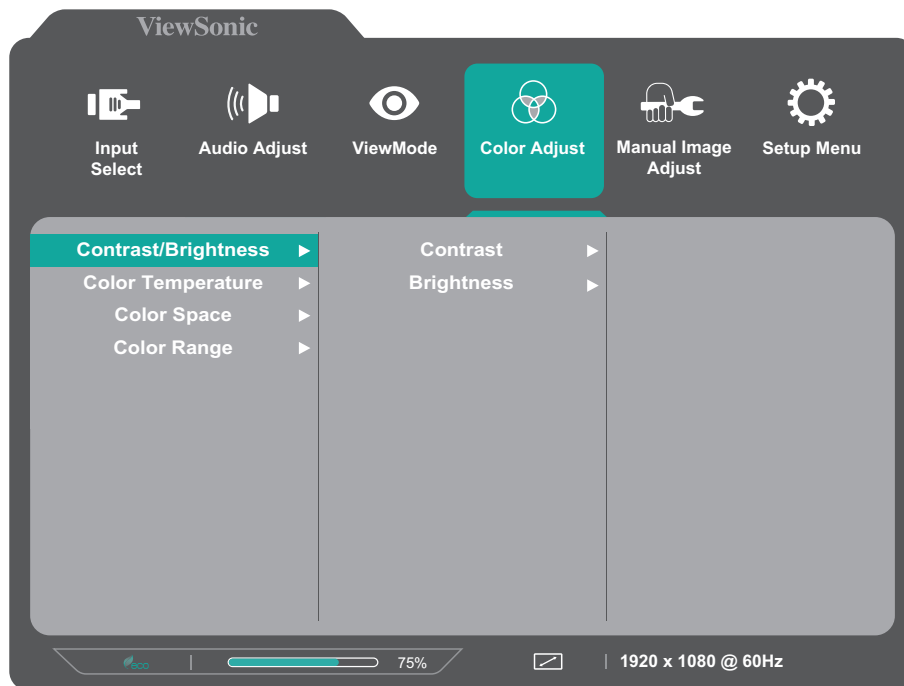 ViewSonic
Input
Select
Audio Adjust
ViewMode
Color Adjust
Manual Image
Adjust
Setup Menu
Contrast/Brightness
Color Temperature
Color Space
Color Range
Contrast
Brightness
eco
75%
1920 x 1080 @ 60Hz